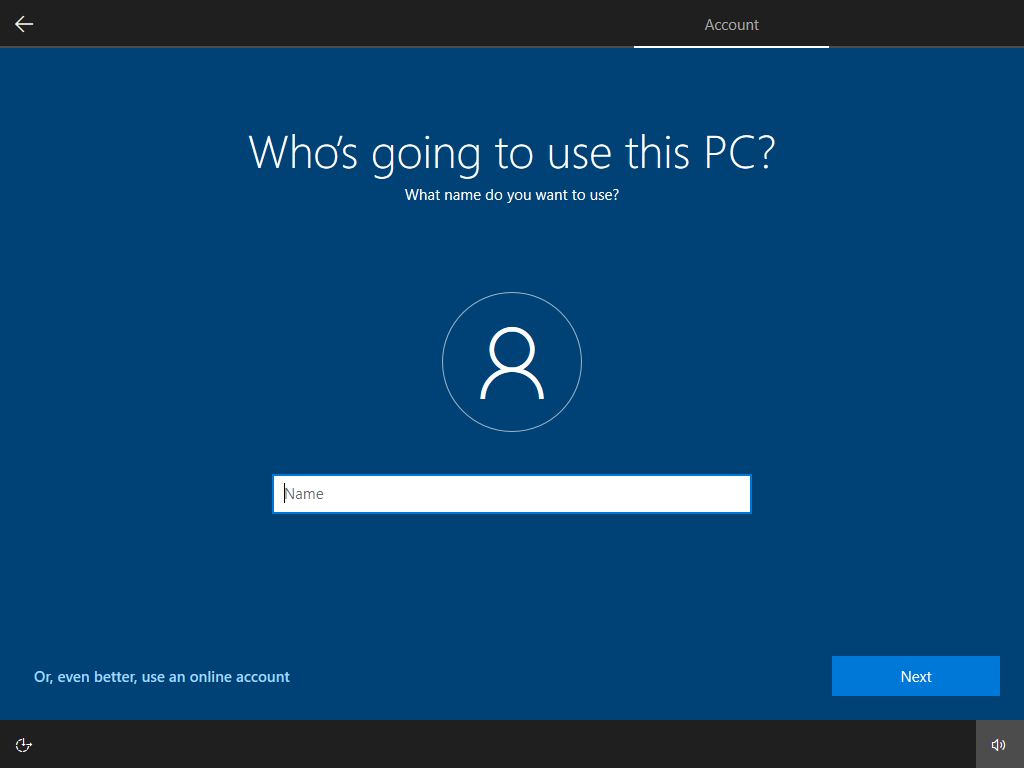 Account
Who's going to use this PC?
What name do you want to use?
Name
Or, even better, use an online account
Next